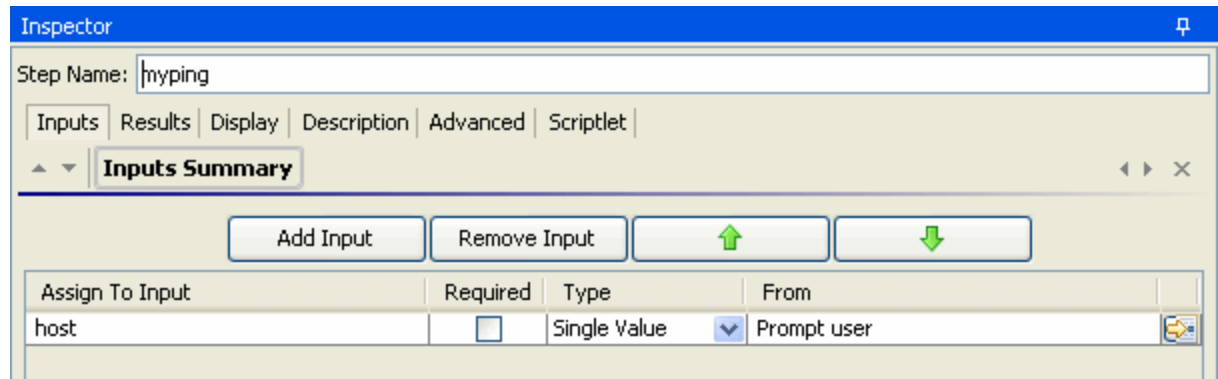 Inspector
Step Name: myping
Inputs Results Display Description Advanced Scriptlet
Inputs Summary
Add Input Remove Input
Assign To Input Required Type From
host Single Value Prompt user